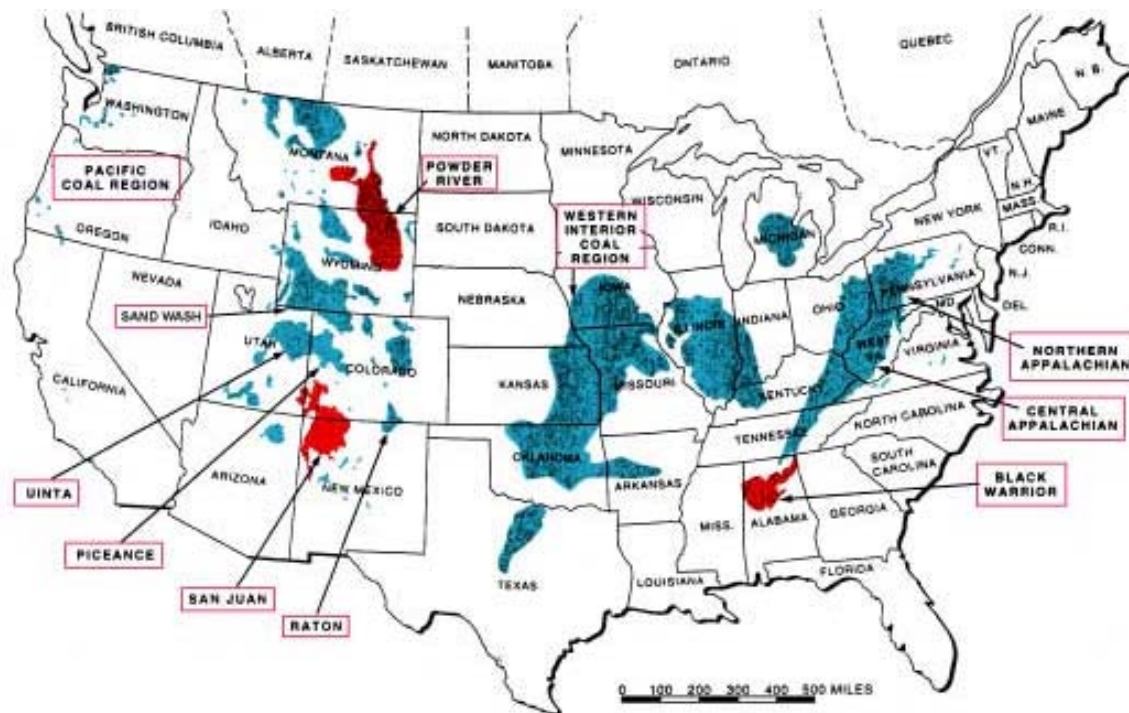 BRITISH COLUMBIA
ALBERTA
SASKATCHEWAN
MANITOBA
ONTARIO
QUEBEC
N. B.
WASHINGTON
MONTANA
NORTH DAKOTA
MINNESOTA
MAINE
VT.
N.H.
MASS.
R.I.
CONN.
PACIFIC
COAL REGION
POWDER
RIVER
WISCONSIN
NEW YORK
OREGON
IDAHO
SOUTH DAKOTA
WESTERN
INTERIOR
COAL
REGION
MICHIGAN
WYOMING
NEVADA
NEBRASKA
IOWA
PENNSYLVANIA
N.J.
SAND WASH
ILLINOIS
INDIANA
OHIO
MD.
DEL.
UTAH
COLORADO
WEST
VIRGINIA
NORTHERN
APPALACHIAN
CALIFORNIA
KANSAS
MISSOURI
KENTUCKY
NORTH CAROLINA
CENTRAL
APPALACHIAN
TENNESSEE
OKLAHOMA
ARKANSAS
SOUTH
CAROLINA
UINTA
ARIZONA
NEW MEXICO
BLACK
WARRIOR
MISS.
ALABAMA
GEORGIA
PICEANCE
TEXAS
LOUISIANA
FLORIDA
SAN JUAN
RATON
0 100 200 300 400 500 MILES